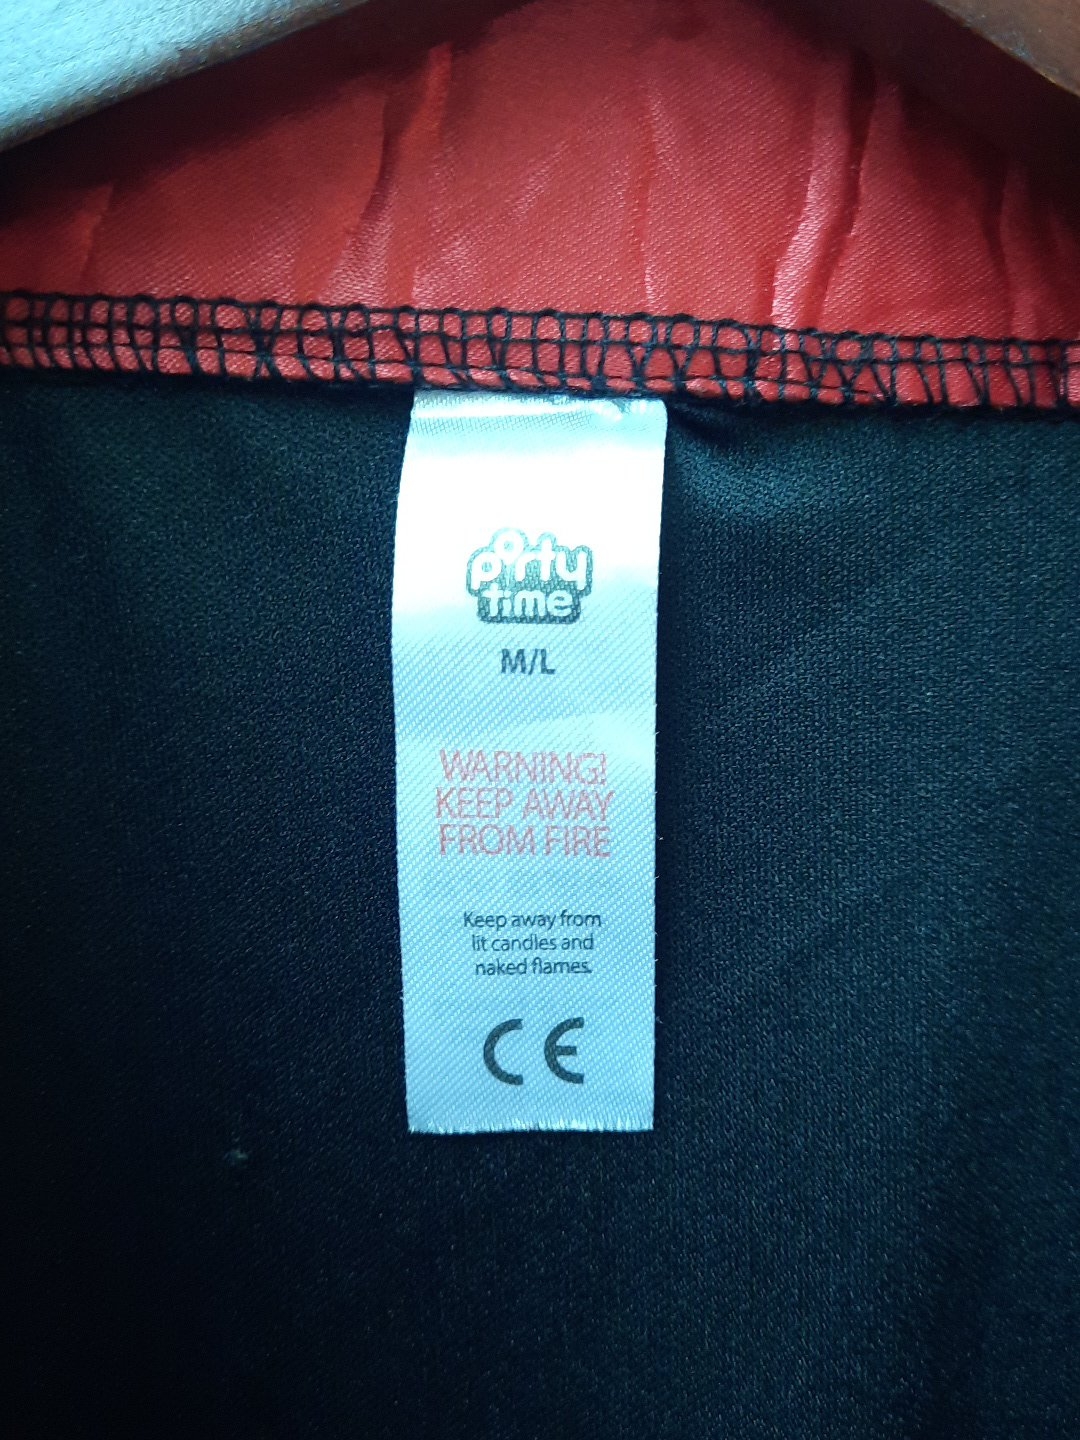 party
time
M/L
WARNING!
KEEP AWAY
FROM FIRE
Keep away from
lit candles and
naked flames.
CE